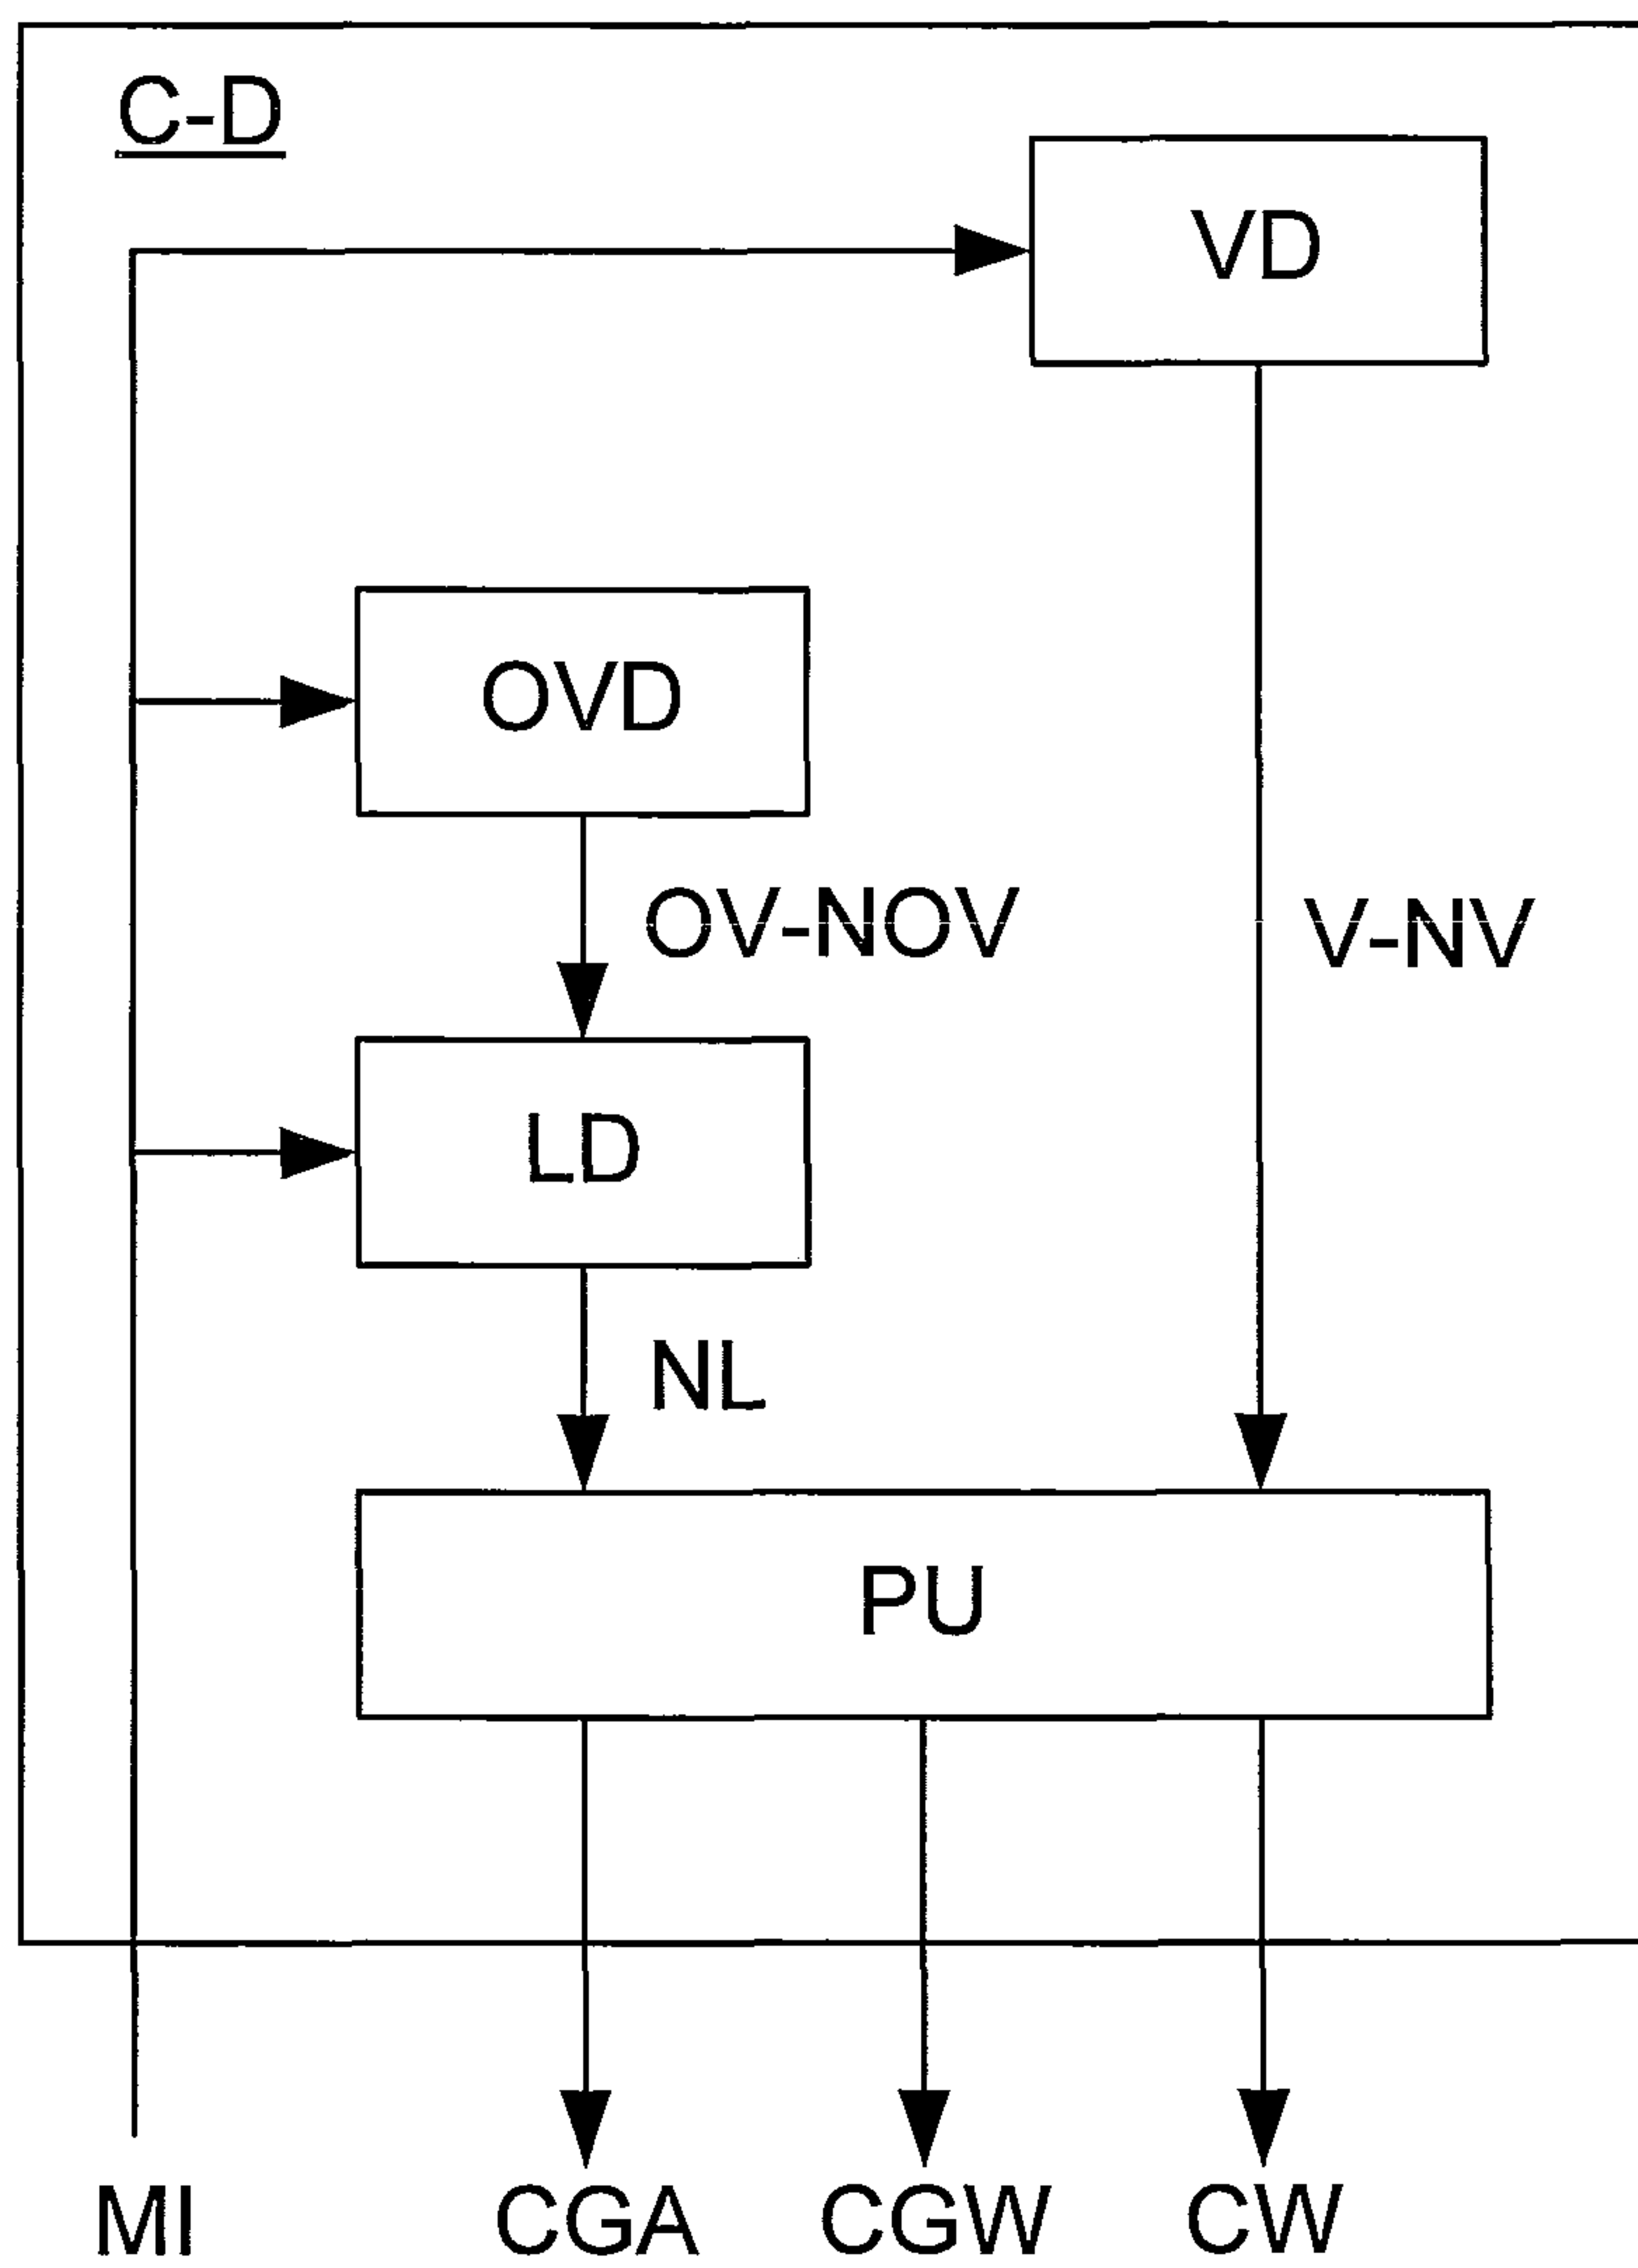 C-D
VD
OVD
OV-NOV
V-NV
LD
NL
PU
MI
CGA
CGW
CW